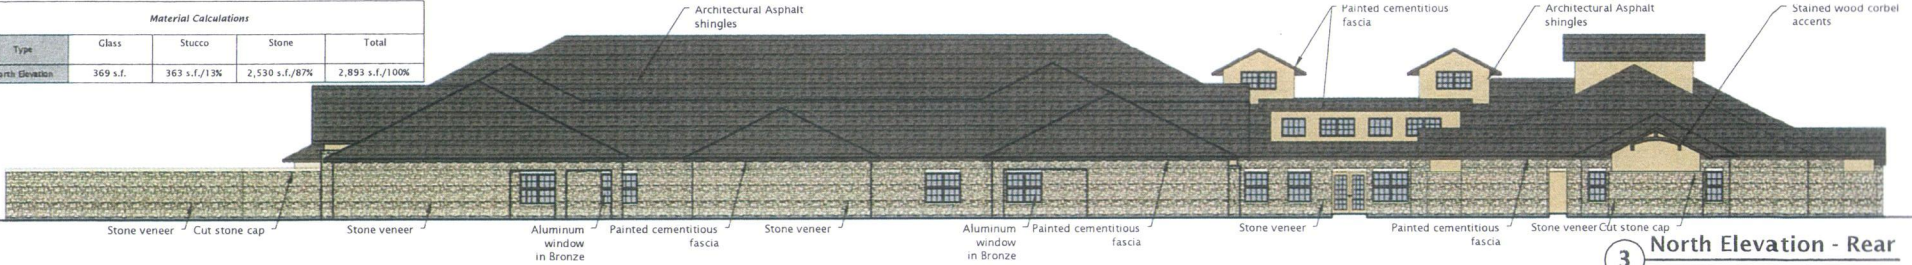 Material Calculations
Type Glass Stucco Stone Total
North Elevation 369 s.f. 363 s.f./13% 2,530 s.f./87% 2,893 s.f./100%
Architectural Asphalt
shingles
Painted cementitious
fascia
Architectural Asphalt
shingles
Stained wood corbel
accents
Stone veneer
Cut stone cap
Stone veneer
Aluminum
window
in Bronze
Painted cementitious
fascia
Stone veneer
Aluminum
window
in Bronze
Painted cementitious
fascia
Stone veneer
Painted cementitious
fascia
Stone veneer
Cut stone cap
3 North Elevation - Rear